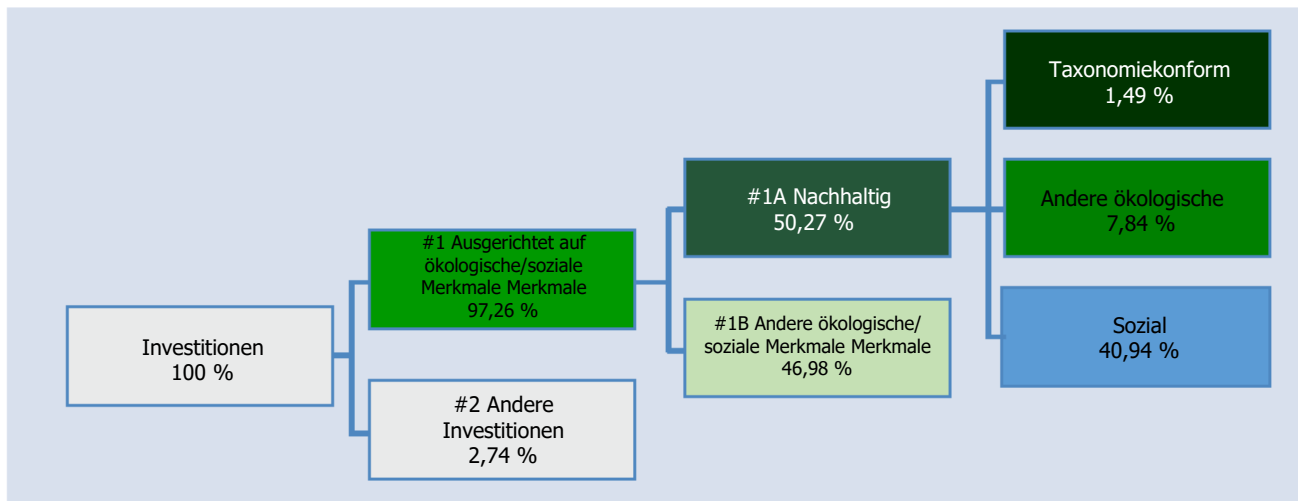 Investitionen
100 %
#1 Ausgerichtet auf
ökologische/soziale
Merkmale Merkmale
97,26 %
#2 Andere
Investitionen
2,74 %
#1A Nachhaltig
50,27 %
#1B Andere ökologische/
soziale Merkmale Merkmale
46,98 %
Taxonomiekonform
1,49 %
Andere ökologische
7,84 %
Sozial
40,94 %